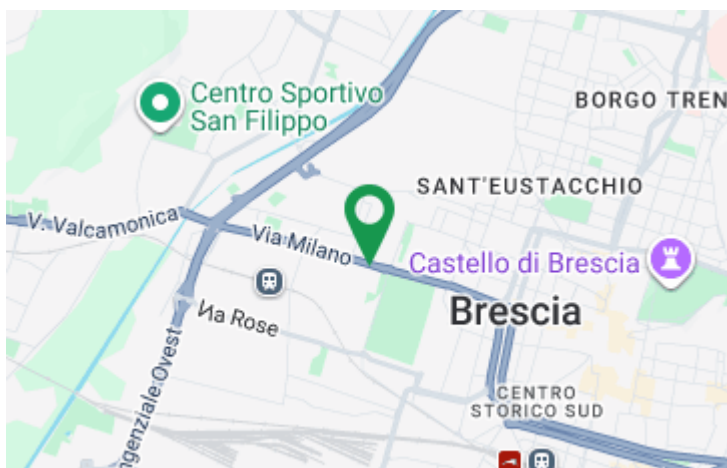 Centro Sportivo
San Filippo
BORGO TREN
SANT'EUSTACCHIO
V. Valcamonica
Via Milano
Castello di Brescia
Brescia
Via Rose
CENTRO
STORICO SUD
ngenziale Ovest